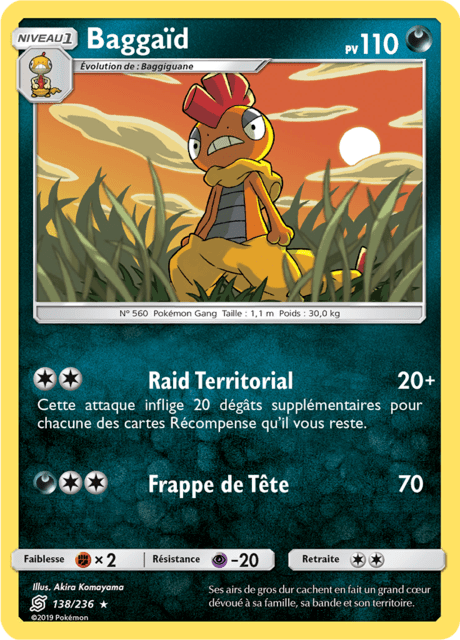 NIVEAU 1
Baggaïd
PV 110
Évolution de : Baggiguane
N° 560 Pokémon Gang Taille : 1,1 m Poids : 30,0 kg
Raid Territorial 20+
Cette attaque inflige 20 dégâts supplémentaires pour
chacune des cartes Récompense qu'il vous reste.
Frappe de Tête 70
Faiblesse ×2 Résistance -20 Retraite
Illus. Akira Komayama
138/236 ★
©2019 Pokémon
Ses airs de gros dur cachent en fait un grand cœur
dévoué à sa famille, sa bande et son territoire.